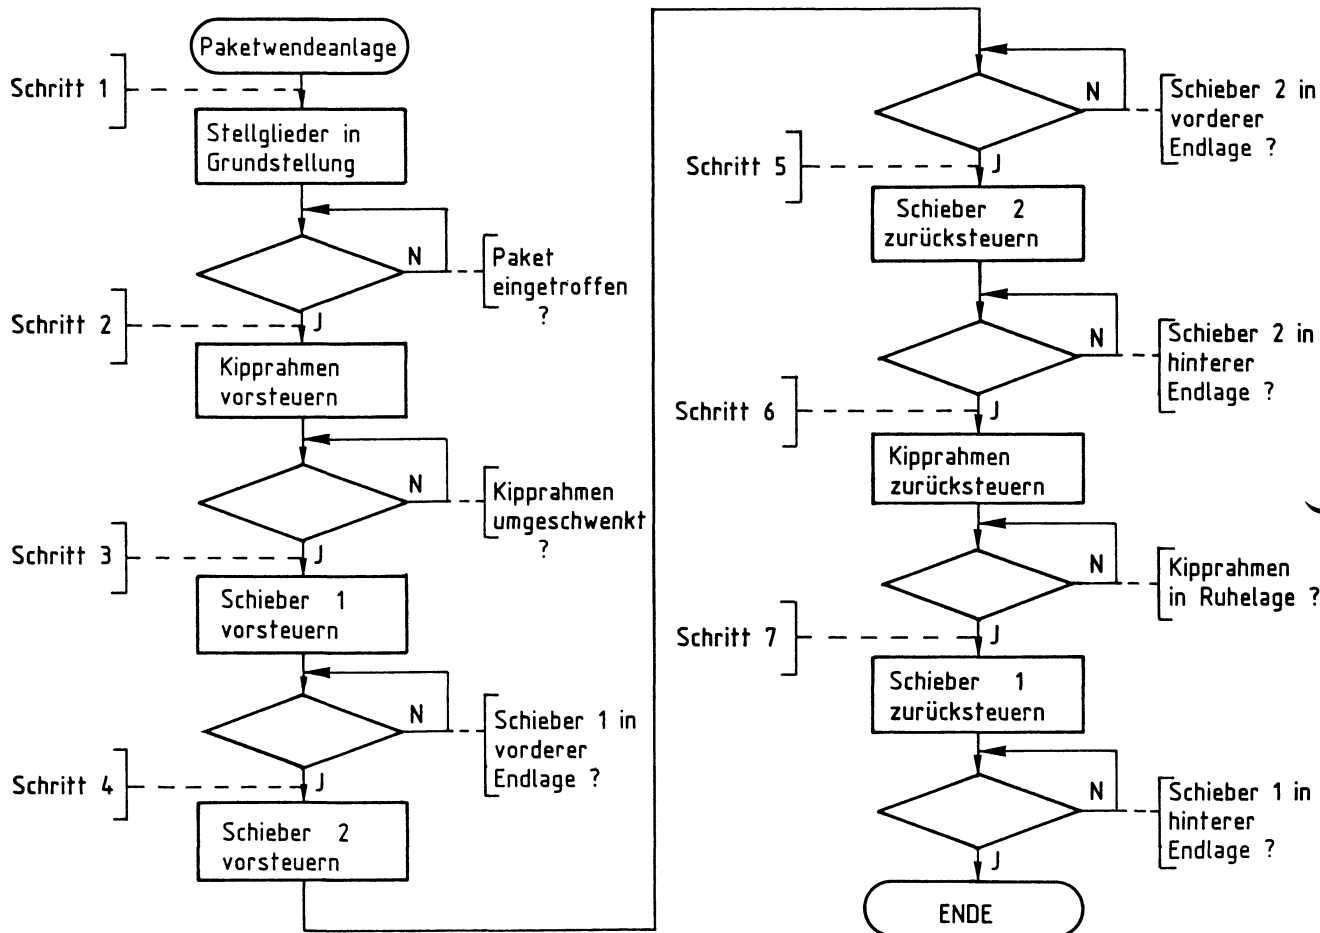 Paketwendeanlage
Schritt 1
Stellglieder in
Grundstellung
N
Paket
eingetroffen
?
Schritt 2
J
Kipprahmen
vorsteuern
N
Kipprahmen
umgeschwenkt
?
Schritt 3
J
Schieber 1
vorsteuern
N
Schieber 1 in
vorderer
Endlage ?
Schritt 4
J
Schieber 2
vorsteuern
N
Schieber 2 in
vorderer
Endlage ?
Schritt 5
J
Schieber 2
zurücksteuern
N
Schieber 2 in
hinterer
Endlage ?
Schritt 6
J
Kipprahmen
zurücksteuern
N
Kipprahmen
in Ruhelage ?
Schritt 7
J
Schieber 1
zurücksteuern
N
Schieber 1 in
hinterer
Endlage ?
J
ENDE